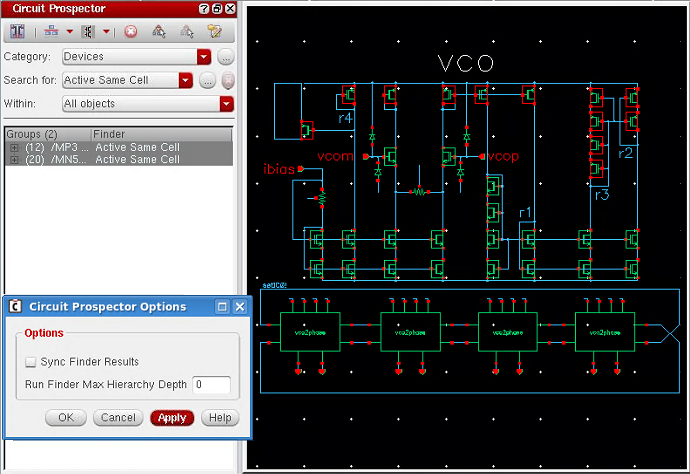 Circuit Prospector
Category: Devices
Search for: Active Same Cell
Within: All objects
Groups (2) Finder
(12) /MP3 ... Active Same Cell
(20) /MN5... Active Same Cell
Circuit Prospector Options
Options
Sync Finder Results
Run Finder Max Hierarchy Depth 0
OK Cancel Apply Help
VCO
r4
r2
vcom vcop
ibias
r3
r1
vco2phase vco2phase vco2phase vco2phase